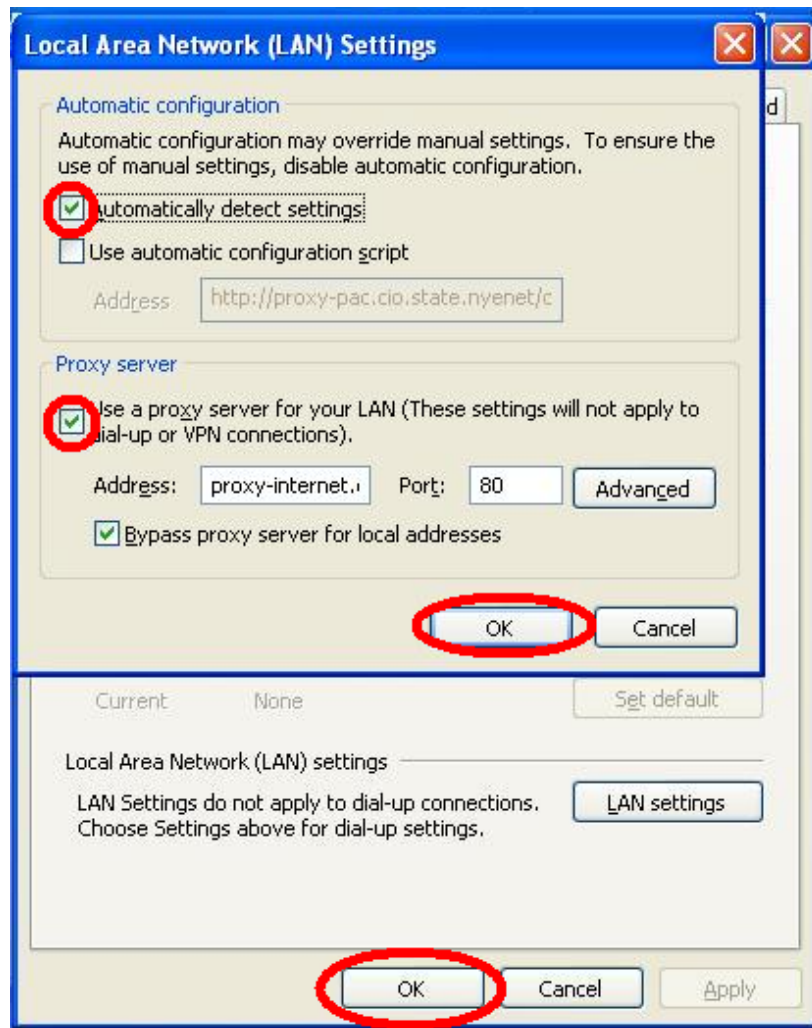 Local Area Network (LAN) Settings
d
Automatic configuration
Automatic configuration may override manual settings. To ensure the
use of manual settings, disable automatic configuration.
Automatically detect settings
Use automatic configuration script
Address http://proxy-pac.cio.state.nyenet/c
Proxy server
Use a proxy server for your LAN (These settings will not apply to
dial-up or VPN connections).
Address: proxy-internet. Port: 80 Advanced
Bypass proxy server for local addresses
OK Cancel
Current None Set default
Local Area Network (LAN) settings
LAN Settings do not apply to dial-up connections. LAN settings
Choose Settings above for dial-up settings.
OK Cancel Apply